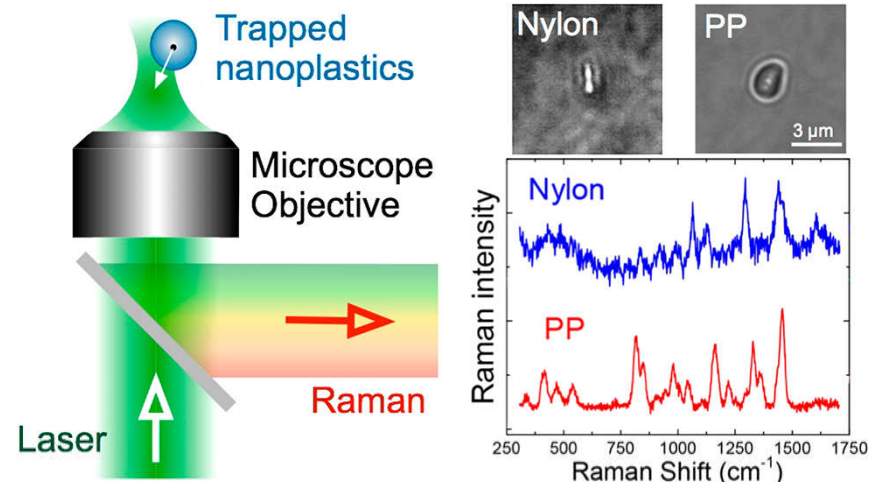 Trapped
nanoplastics
Microscope
Objective
Raman
Laser
Nylon
PP
3 µm
Nylon
PP
Raman intensity
250 500 750 1000 1250 1500 1750
Raman Shift (cm⁻¹)